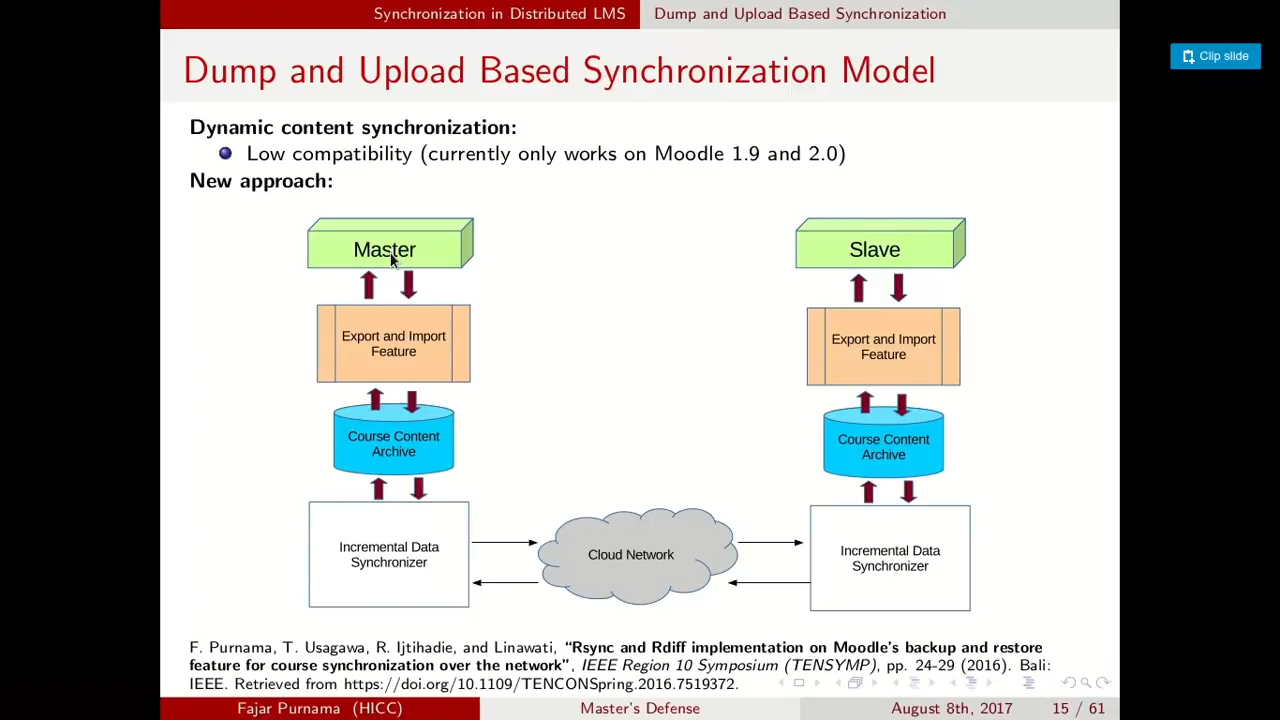 Synchronization in Distributed LMS
Dump and Upload Based Synchronization
Clip slide
Dump and Upload Based Synchronization Model
Dynamic content synchronization:
Low compatibility (currently only works on Moodle 1.9 and 2.0)
New approach:
Master
Slave
Export and Import
Feature
Export and Import
Feature
Course Content
Archive
Course Content
Archive
Incremental Data
Synchronizer
Cloud Network
Incremental Data
Synchronizer
F. Purnama, T. Usagawa, R. Ijtihadie, and Linawati, “Rsync and Rdiff implementation on Moodle's backup and restore
feature for course synchronization over the network”, IEEE Region 10 Symposium (TENSYMP), pp. 24-29 (2016). Bali:
IEEE. Retrieved from https://doi.org/10.1109/TENCONSpring.2016.7519372.
Fajar Purnama (HICC)
Master's Defense
August 8th, 2017
15 / 61